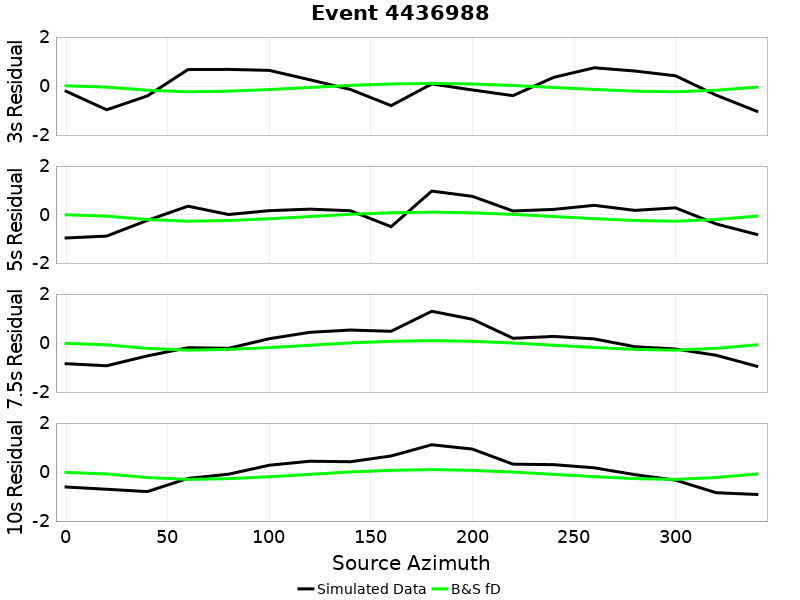 Event 4436988
3s Residual
2
0
-2
5s Residual
2
0
-2
7.5s Residual
2
0
-2
10s Residual
2
0
-2
0 50 100 150 200 250 300
Source Azimuth
Simulated Data B&S fD